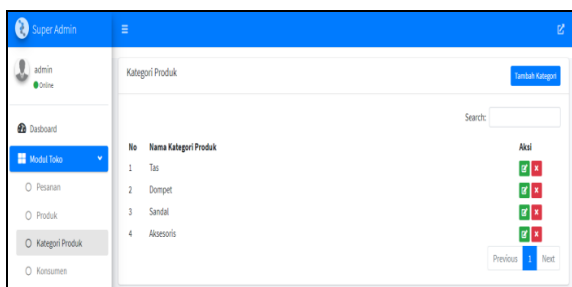 Super Admin
admin
Online
Dasboard
Modul Toko
Pesanan
Produk
Kategori Produk
Konsumen
Kategori Produk
Tambah Kategori
Search:
No Nama Kategori Produk Aksi
1 Tas
2 Dompet
3 Sandal
4 Aksesoris
Previous 1 Next